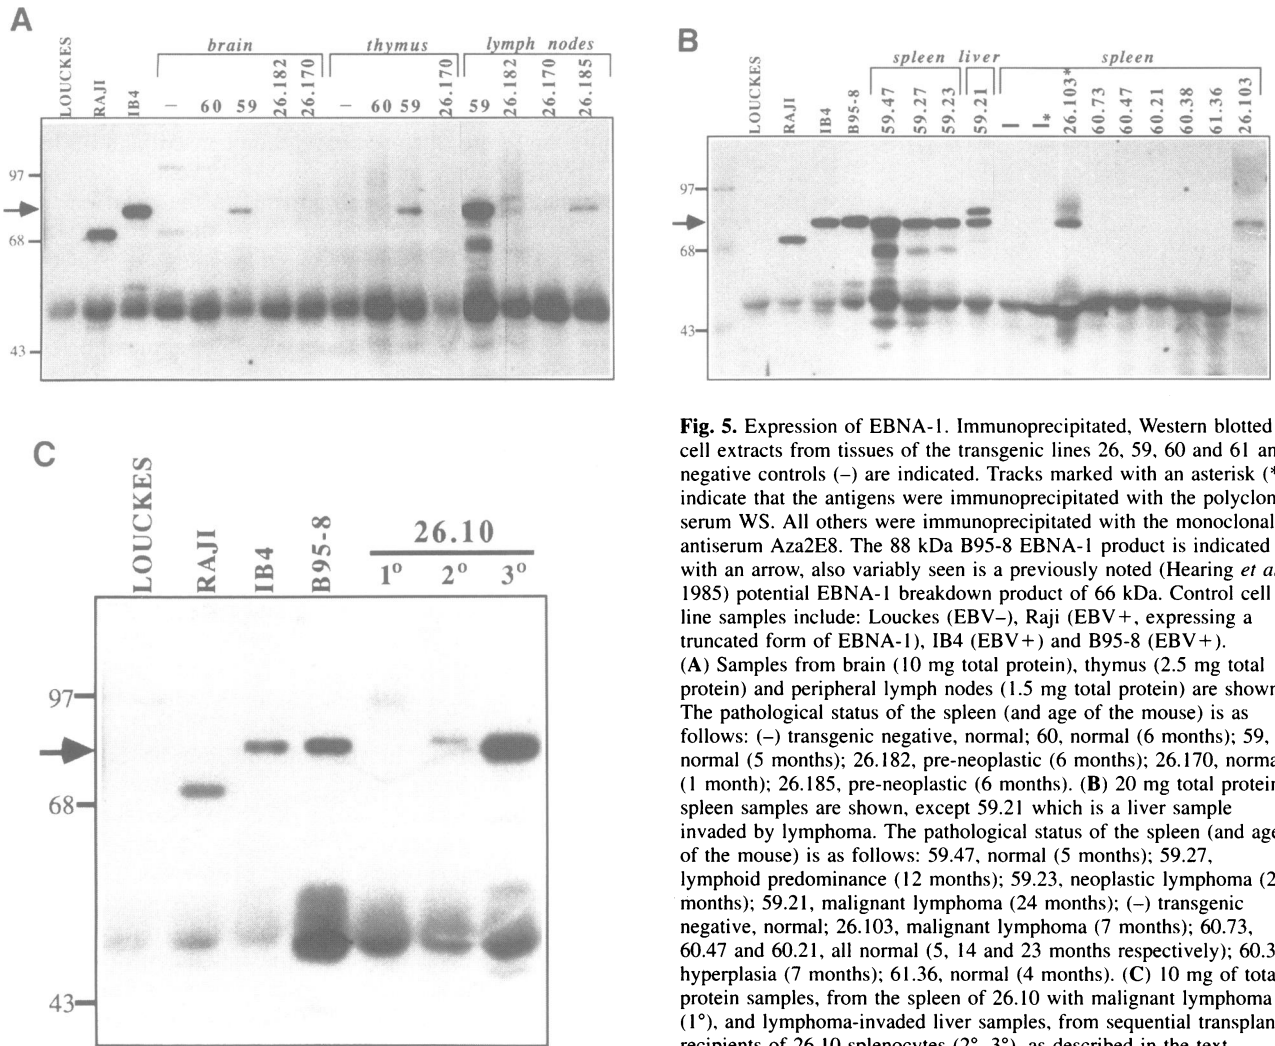 A
LOUCKES
RAJI
IB4
brain
– 60 59 26.182 26.170
thymus
– 60 59 26.170
lymph nodes
59 26.182 26.170 26.185
97
68
43
B
LOUCKES
RAJI
IB4
B95-8
spleen liver spleen
59.47 59.27 59.23 59.21 – –* 26.103* 60.73 60.47 60.21 60.38 61.36 26.103
97
68
43
C
LOUCKES
RAJI
IB4
B95-8
26.10
1° 2° 3°
97
68
43
Fig. 5. Expression of EBNA-1. Immunoprecipitated, Western blotted
cell extracts from tissues of the transgenic lines 26, 59, 60 and 61 an
negative controls (–) are indicated. Tracks marked with an asterisk (*
indicate that the antigens were immunoprecipitated with the polyclon
serum WS. All others were immunoprecipitated with the monoclonal
antiserum Aza2E8. The 88 kDa B95-8 EBNA-1 product is indicated
with an arrow, also variably seen is a previously noted (Hearing et a
1985) potential EBNA-1 breakdown product of 66 kDa. Control cell
line samples include: Louckes (EBV–), Raji (EBV+, expressing a
truncated form of EBNA-1), IB4 (EBV+) and B95-8 (EBV+).
(A) Samples from brain (10 mg total protein), thymus (2.5 mg total
protein) and peripheral lymph nodes (1.5 mg total protein) are shown
The pathological status of the spleen (and age of the mouse) is as
follows: (–) transgenic negative, normal; 60, normal (6 months); 59,
normal (5 months); 26.182, pre-neoplastic (6 months); 26.170, norma
(1 month); 26.185, pre-neoplastic (6 months). (B) 20 mg total protein
spleen samples are shown, except 59.21 which is a liver sample
invaded by lymphoma. The pathological status of the spleen (and age
of the mouse) is as follows: 59.47, normal (5 months); 59.27,
lymphoid predominance (12 months); 59.23, neoplastic lymphoma (2
months); 59.21, malignant lymphoma (24 months); (–) transgenic
negative, normal; 26.103, malignant lymphoma (7 months); 60.73,
60.47 and 60.21, all normal (5, 14 and 23 months respectively); 60.3
hyperplasia (7 months); 61.36, normal (4 months). (C) 10 mg of tota
protein samples, from the spleen of 26.10 with malignant lymphoma
(1°), and lymphoma-invaded liver samples, from sequential transplan
recipients of 26.10 splenocytes (2°, 3°), as described in the text